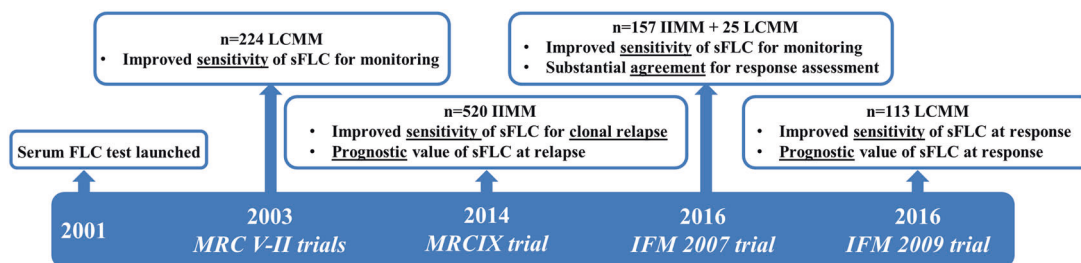 n=224 LCMM
• Improved sensitivity of sFLC for monitoring
n=157 IIMM + 25 LCMM
• Improved sensitivity of sFLC for monitoring
• Substantial agreement for response assessment
Serum FLC test launched
n=520 IIMM
• Improved sensitivity of sFLC for clonal relapse
• Prognostic value of sFLC at relapse
n=113 LCMM
• Improved sensitivity of sFLC at response
• Prognostic value of sFLC at response
2001
2003
MRC V-II trials
2014
MRCIX trial
2016
IFM 2007 trial
2016
IFM 2009 trial